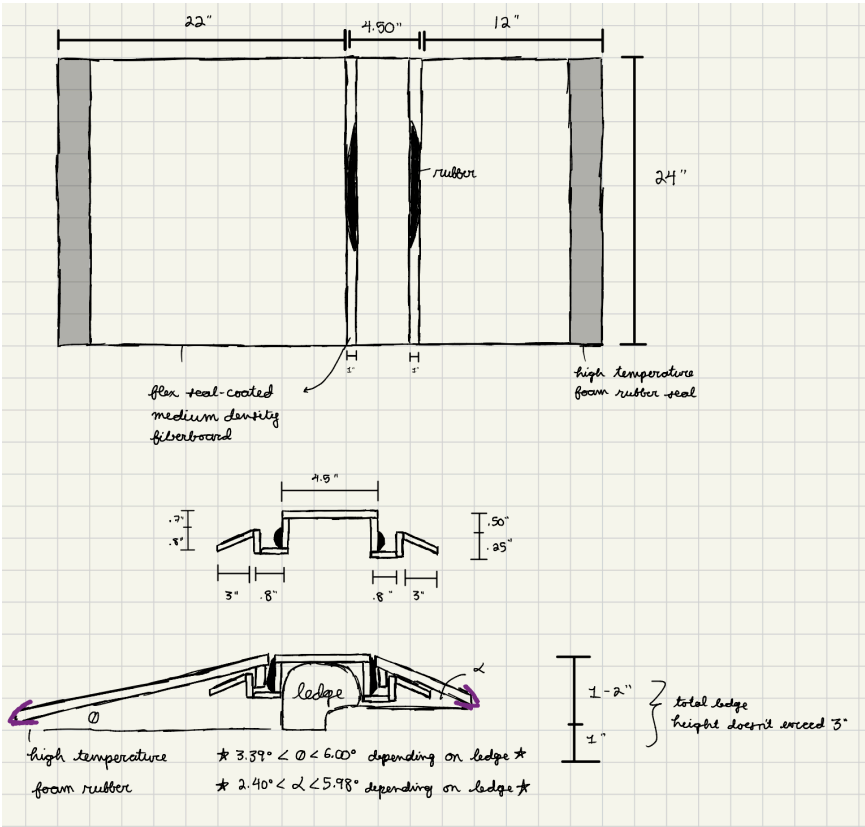 22"
4.50"
12"
rubber
24"
1"
1"
flex seal-coated
medium density
fiberboard
high temperature
foam rubber seal
4.5"
.7"
.8"
.50"
.25"
3"
.8"
.8"
3"
ledge
α
Ø
1-2"
1"
total ledge
height doesn't exceed 3"
high temperature
foam rubber
* 3.39° < Ø < 6.00° depending on ledge *
* 2.40° < α < 5.98° depending on ledge *